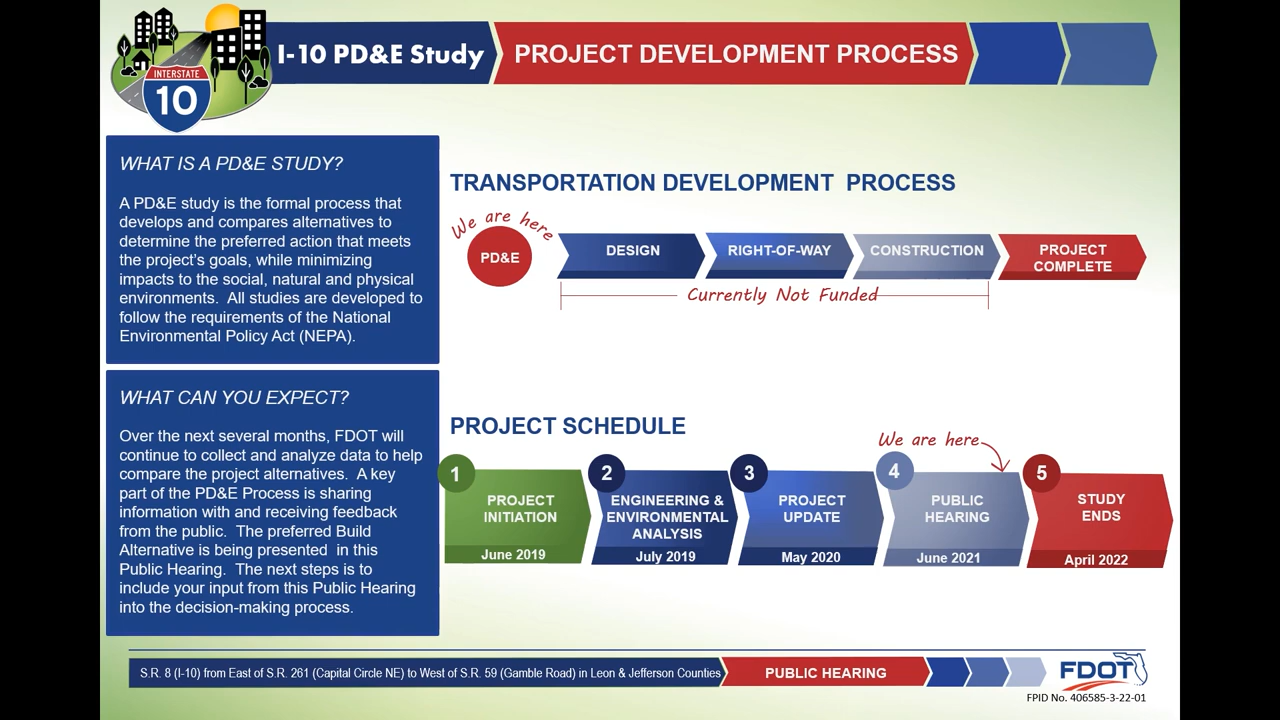 INTERSTATE
10
I-10 PD&E Study
PROJECT DEVELOPMENT PROCESS
WHAT IS A PD&E STUDY?
A PD&E study is the formal process that
develops and compares alternatives to
determine the preferred action that meets
the project's goals, while minimizing
impacts to the social, natural and physical
environments.  All studies are developed to
follow the requirements of the National
Environmental Policy Act (NEPA).
WHAT CAN YOU EXPECT?
Over the next several months, FDOT will
continue to collect and analyze data to help
compare the project alternatives.  A key
part of the PD&E Process is sharing
information with and receiving feedback
from the public.  The preferred Build
Alternative is being presented  in this
Public Hearing.  The next steps is to
include your input from this Public Hearing
into the decision-making process.
TRANSPORTATION DEVELOPMENT  PROCESS
We are here
PD&E
DESIGN
RIGHT-OF-WAY
CONSTRUCTION
PROJECT
COMPLETE
Currently Not Funded
PROJECT SCHEDULE
We are here
1
PROJECT
INITIATION
June 2019
2
ENGINEERING &
ENVIRONMENTAL
ANALYSIS
July 2019
3
PROJECT
UPDATE
May 2020
4
PUBLIC
HEARING
June 2021
5
STUDY
ENDS
April 2022
S.R. 8 (I-10) from East of S.R. 261 (Capital Circle NE) to West of S.R. 59 (Gamble Road) in Leon & Jefferson Counties
PUBLIC HEARING
FDOT
FPID No. 406585-3-22-01